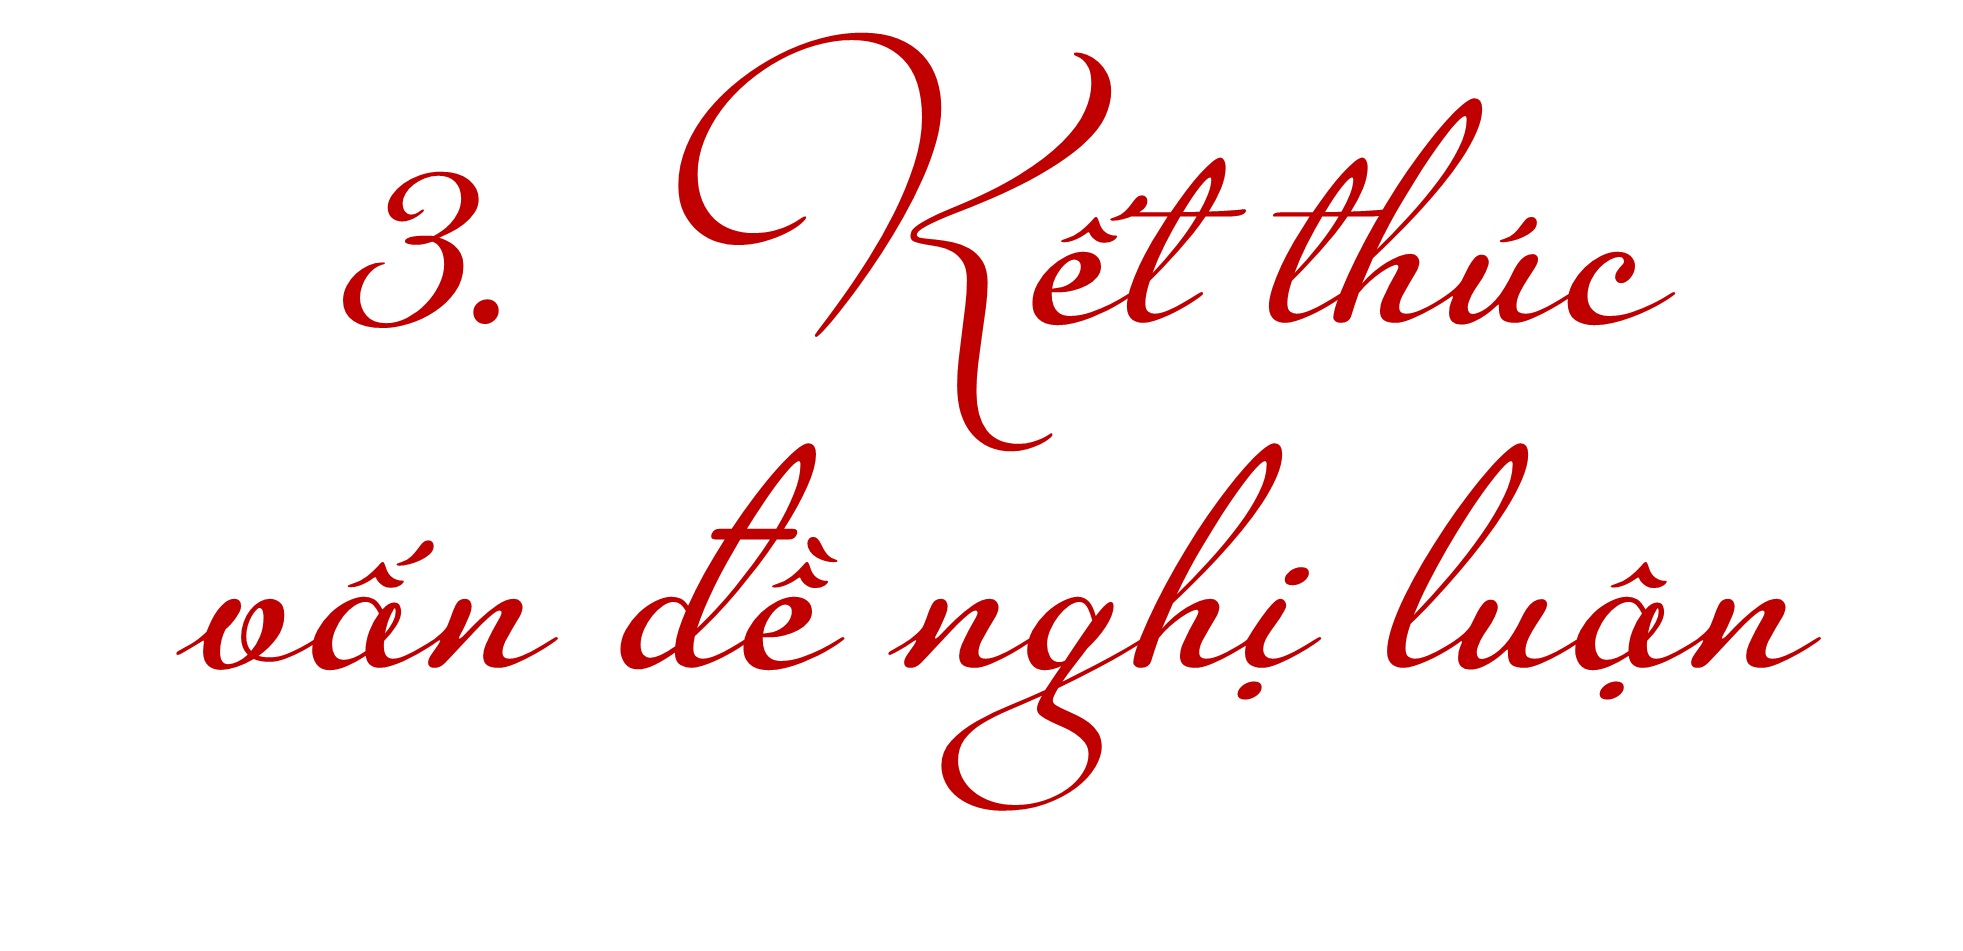 3. Kết thúc
vấn đề nghị luận